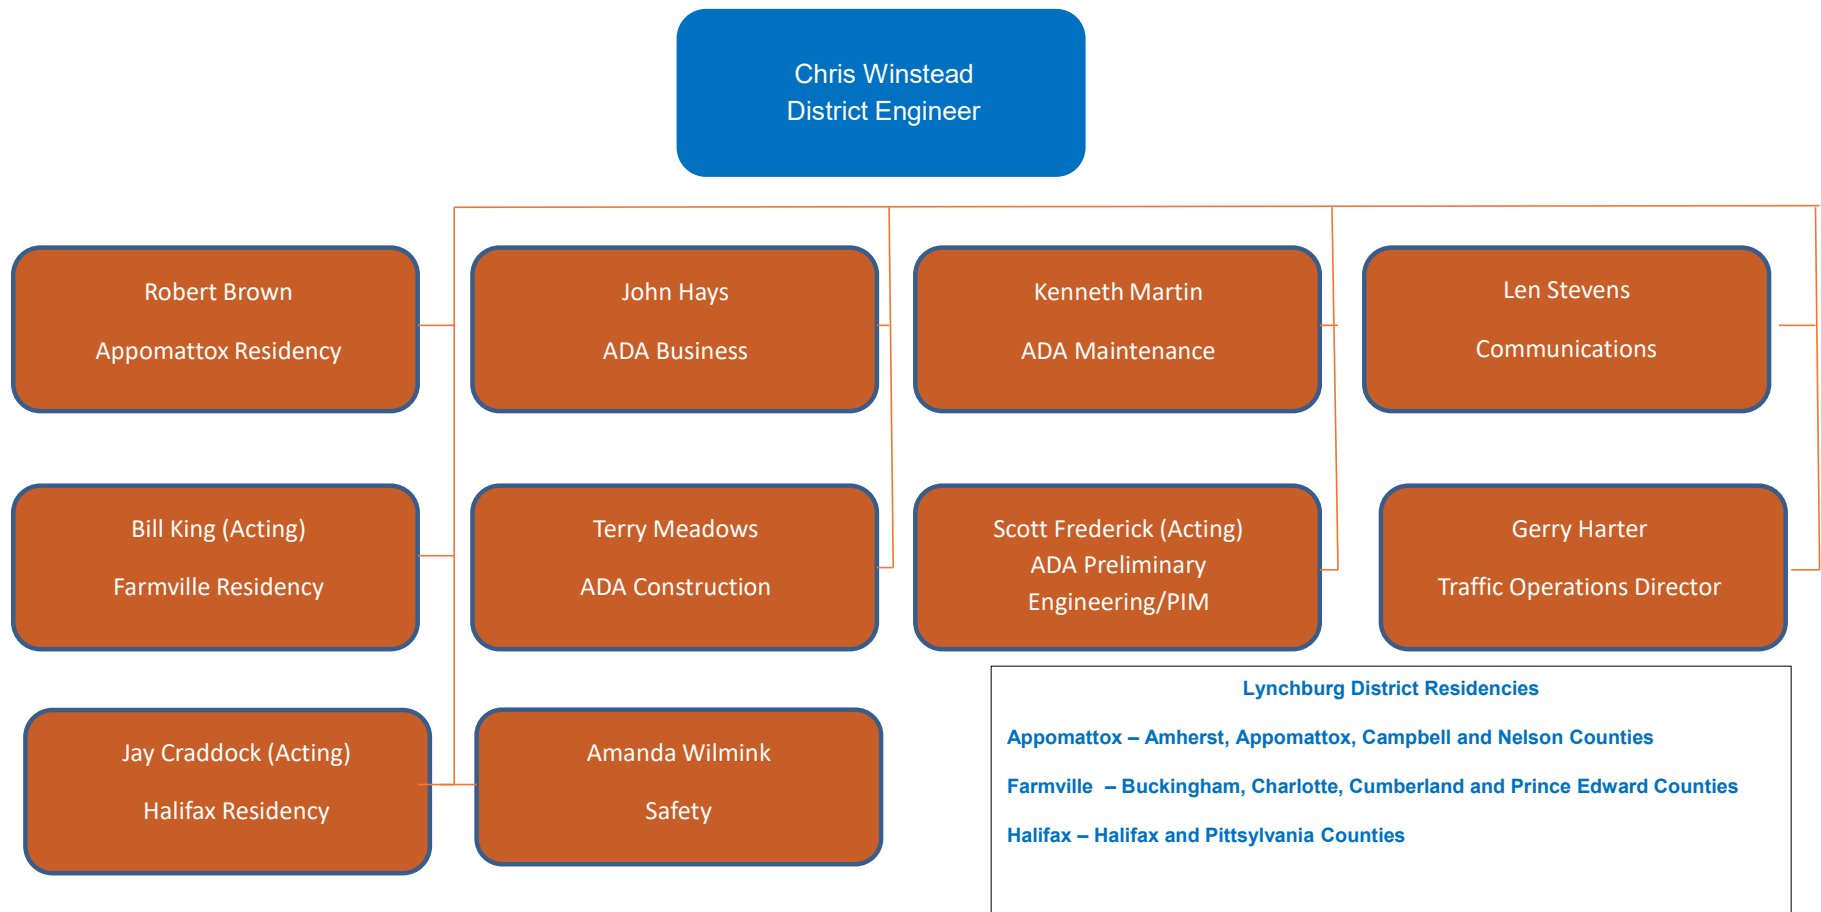 Chris Winstead
District Engineer
Robert Brown
Appomattox Residency
John Hays
ADA Business
Kenneth Martin
ADA Maintenance
Len Stevens
Communications
Bill King (Acting)
Farmville Residency
Terry Meadows
ADA Construction
Scott Frederick (Acting)
ADA Preliminary
Engineering/PIM
Gerry Harter
Traffic Operations Director
Jay Craddock (Acting)
Halifax Residency
Amanda Wilmink
Safety
Lynchburg District Residencies
Appomattox – Amherst, Appomattox, Campbell and Nelson Counties
Farmville – Buckingham, Charlotte, Cumberland and Prince Edward Counties
Halifax – Halifax and Pittsylvania Counties